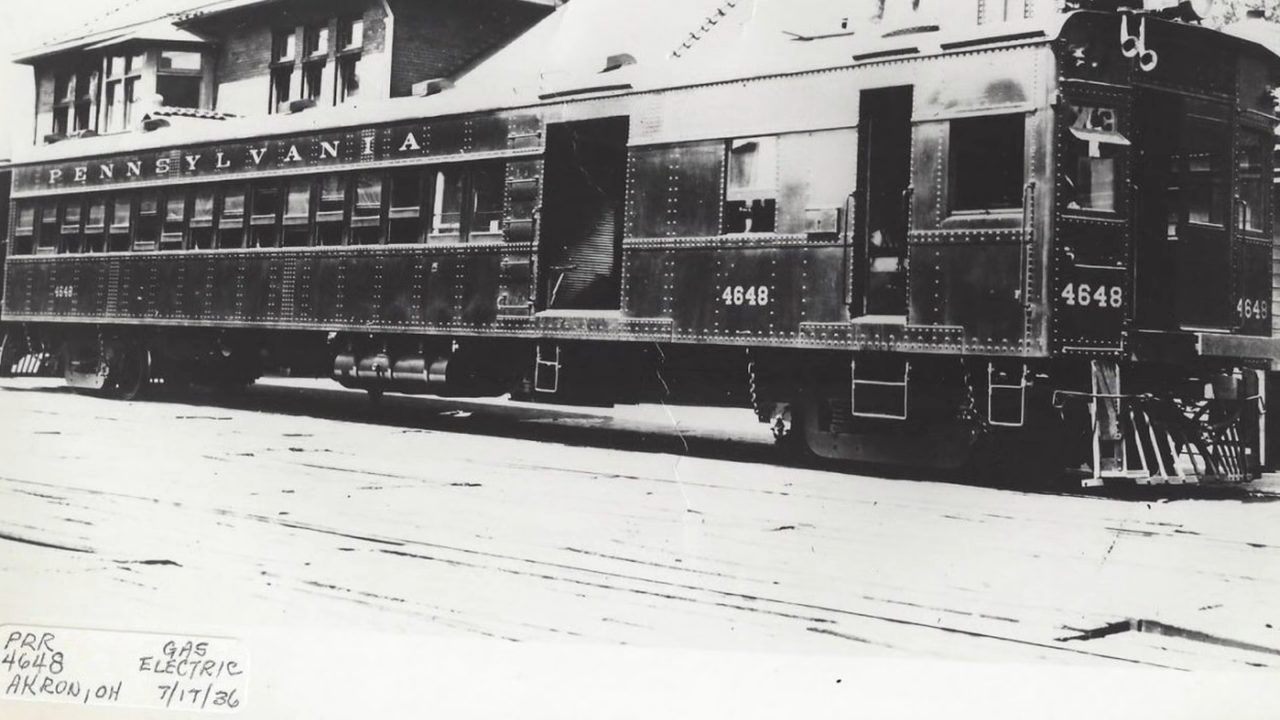 PENNSYLVANIA
4648
4648
4648
4648
PRR
4648
AKRON, OH
GAS
ELECTRIC
7/17/36